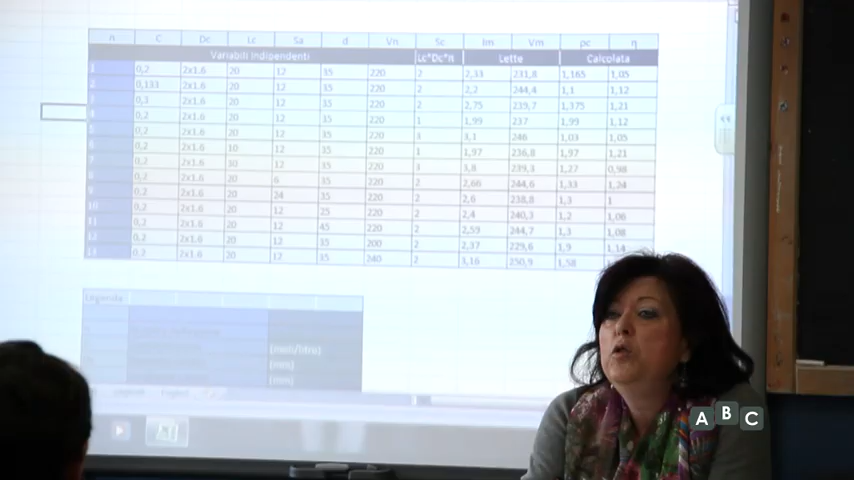 n C Dc Lc Sa d Vn Sc Im Vm ρc η
Variabili Indipendenti Lc*Dc*n Lette Calcolata
1 0,2 2x1.6 20 12 35 220 2 2,33 231,8 1,165 1,05
2 0,133 2x1.6 20 12 35 220 2 2,2 244,4 1,1 1,12
3 0,3 2x1.6 20 12 35 220 2 2,75 239,7 1,375 1,21
4 0,2 2x1.6 20 12 35 220 1 1,99 237 1,99 1,12
5 0,2 2x1.6 20 12 35 220 3 3,1 246 1,03 1,05
6 0,2 2x1.6 10 12 35 220 1 1,97 236,8 1,97 1,21
7 0,2 2x1.6 30 12 35 220 3 3,8 239,3 1,27 0,98
8 0,2 2x1.6 20 6 35 220 2 2,66 244,6 1,33 1,24
9 0,2 2x1.6 20 24 35 220 2 2,6 238,8 1,3 1
10 0,2 2x1.6 20 12 25 220 2 2,4 240,3 1,2 1,06
11 0,2 2x1.6 20 12 45 220 2 2,59 244,7 1,3 1,08
12 0,2 2x1.6 20 12 35 200 2 2,37 229,6 1,9 1,14
13 0,2 2x1.6 20 12 35 240 2 3,16 250,9 1,58
Legenda
[mole/litro]
[mm]
[mm]
ABC